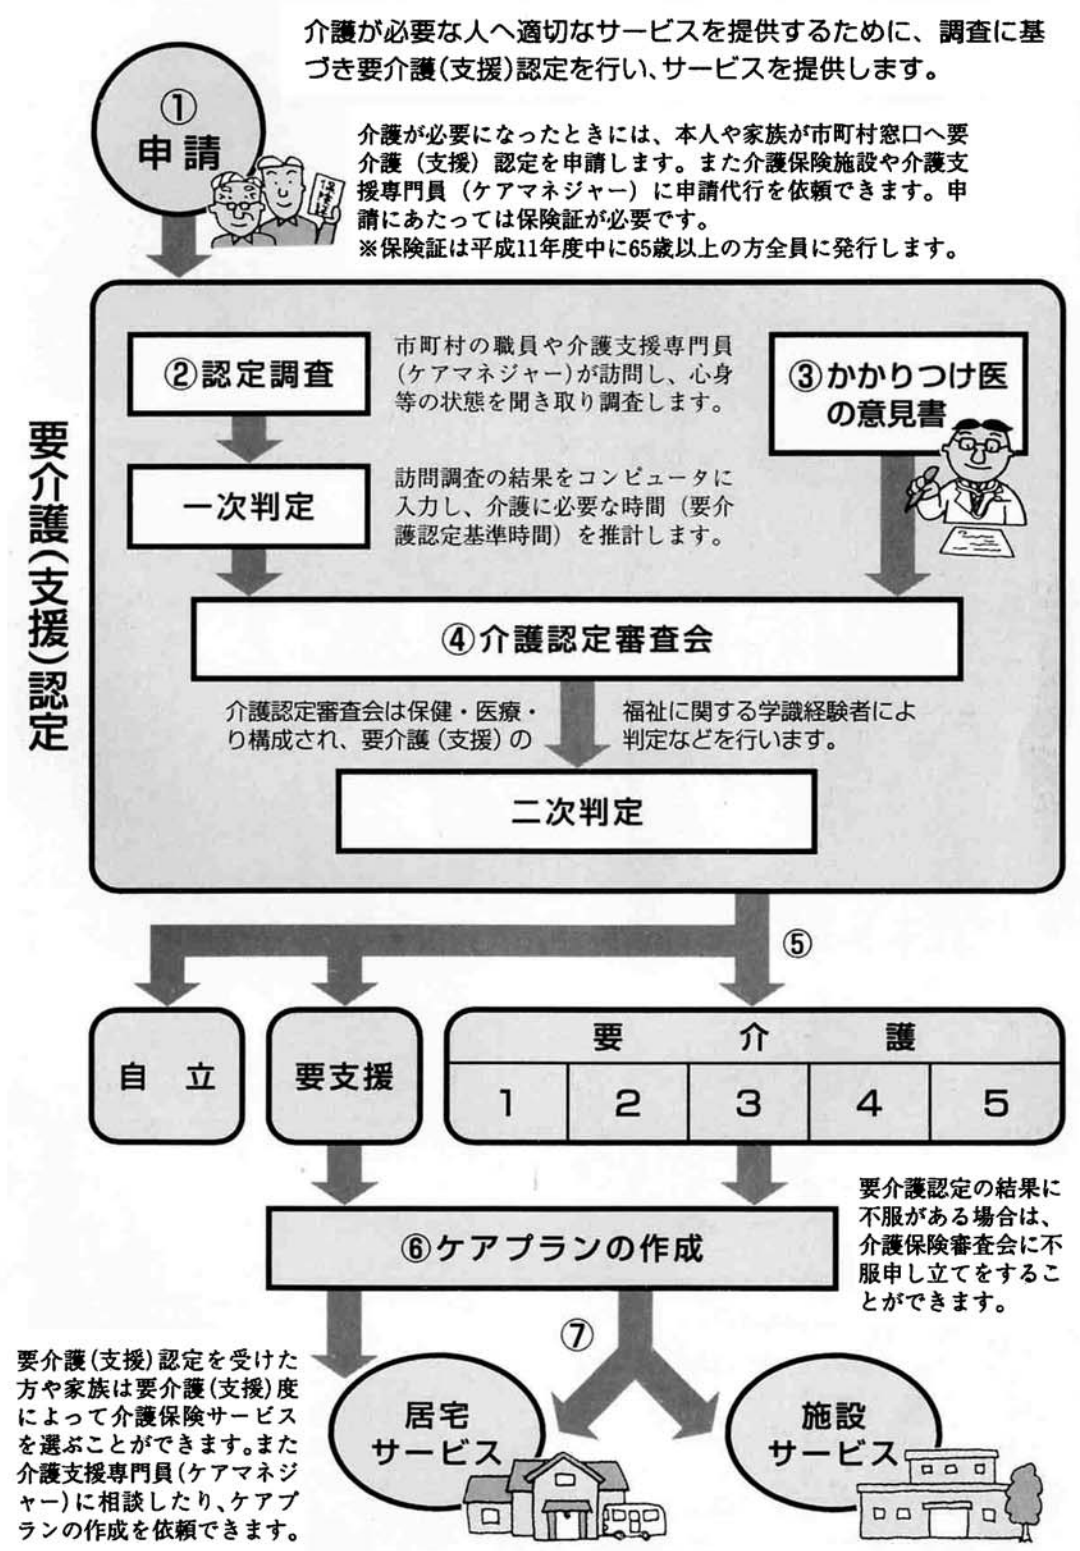 介護が必要な人へ適切なサービスを提供するために、調査に基
づき要介護(支援)認定を行い、サービスを提供します。
①
申請
介護が必要になったときには、本人や家族が市町村窓口へ要
介護（支援）認定を申請します。また介護保険施設や介護支
援専門員（ケアマネジャー）に申請代行を依頼できます。申
請にあたっては保険証が必要です。
※保険証は平成11年度中に65歳以上の方全員に発行します。
要介護(支援)認定
②認定調査
市町村の職員や介護支援専門員
(ケアマネジャー)が訪問し、心身
等の状態を聞き取り調査します。
③かかりつけ医
の意見書
一次判定
訪問調査の結果をコンピュータに
入力し、介護に必要な時間（要介
護認定基準時間）を推計します。
④介護認定審査会
介護認定審査会は保健・医療・福祉に関する学識経験者によ
り構成され、要介護（支援）の判定などを行います。
二次判定
⑤
自立
要支援
要介護
1 2 3 4 5
⑥ケアプランの作成
要介護認定の結果に
不服がある場合は、
介護保険審査会に不
服申し立てをするこ
とができます。
⑦
要介護(支援)認定を受けた
方や家族は要介護(支援)度
によって介護保険サービス
を選ぶことができます。また
介護支援専門員(ケアマネジ
ャー)に相談したり、ケアプ
ランの作成を依頼できます。
居宅
サービス
施設
サービス